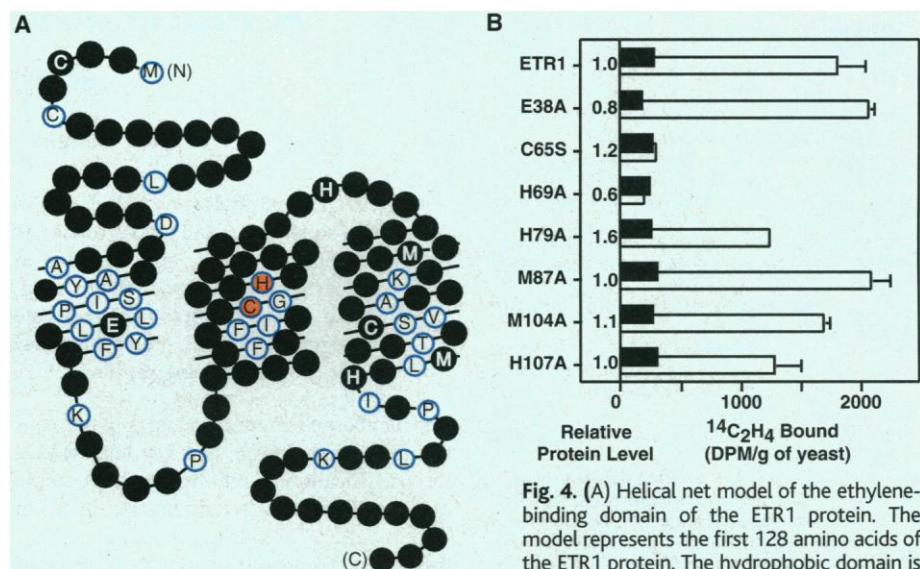 A
C
M (N)
C
L
D
A
Y A
P I S
L E L
F Y
K
P
H
C G
F I
F
H
M
K
A
C S V
T
L M
H
I P
K L
(C)
B
ETR1 1.0
E38A 0.8
C65S 1.2
H69A 0.6
H79A 1.6
M87A 1.0
M104A 1.1
H107A 1.0
0 1000 2000
Relative
Protein Level
¹⁴C₂H₄ Bound
(DPM/g of yeast)
Fig. 4. (A) Helical net model of the ethylene-
binding domain of the ETR1 protein. The
model represents the first 128 amino acids of
the ETR1 protein. The hydrophobic domain is